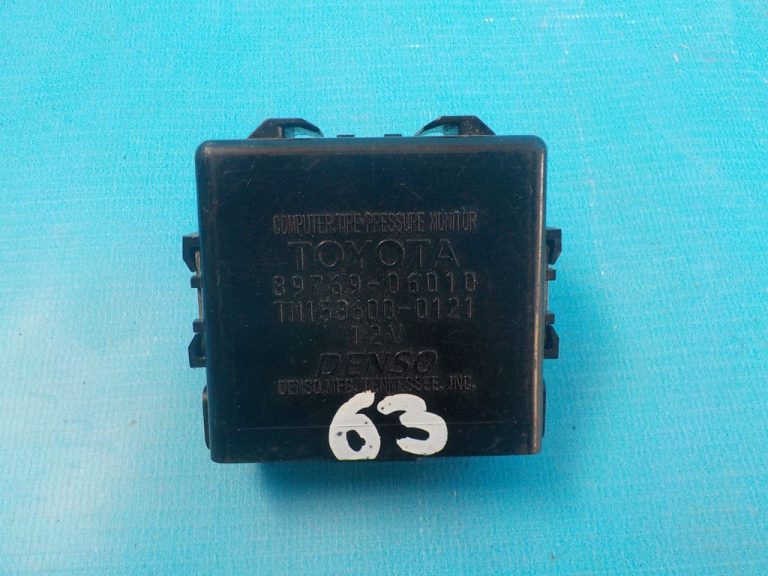 COMPUTER.TIRE PRESSURE MONITOR
TOYOTA
89769-06010
TN158600-0121
12V
DENSO
DENSO MFG. TENNESSEE, INC.
63